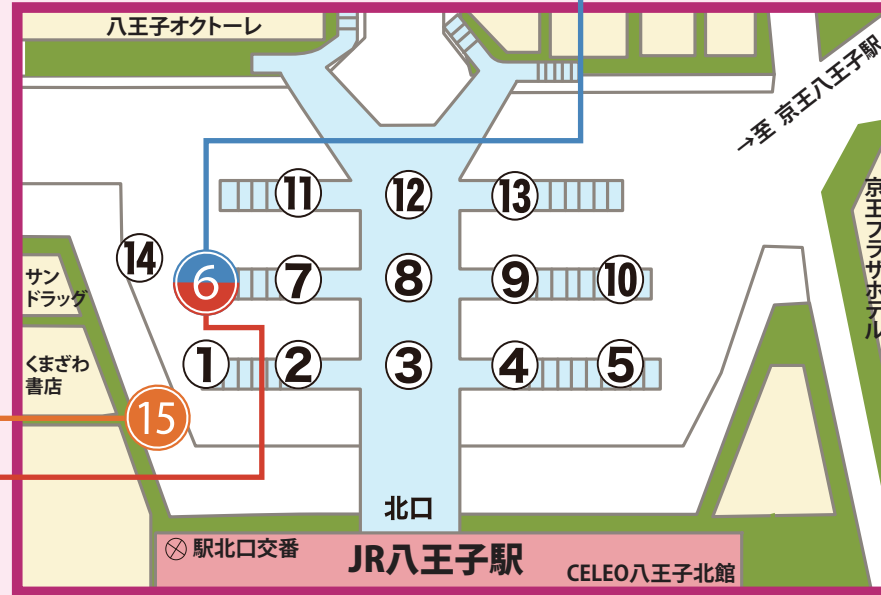 八王子オクトーレ
→至 京王八王子駅
京王プラザホテル
⑪
⑫
⑬
⑭
サン
ドラッグ
6
⑦
⑧
⑨
⑩
くまざわ
書店
①
②
③
④
⑤
15
北口
駅北口交番
JR八王子駅
CELEO八王子北館